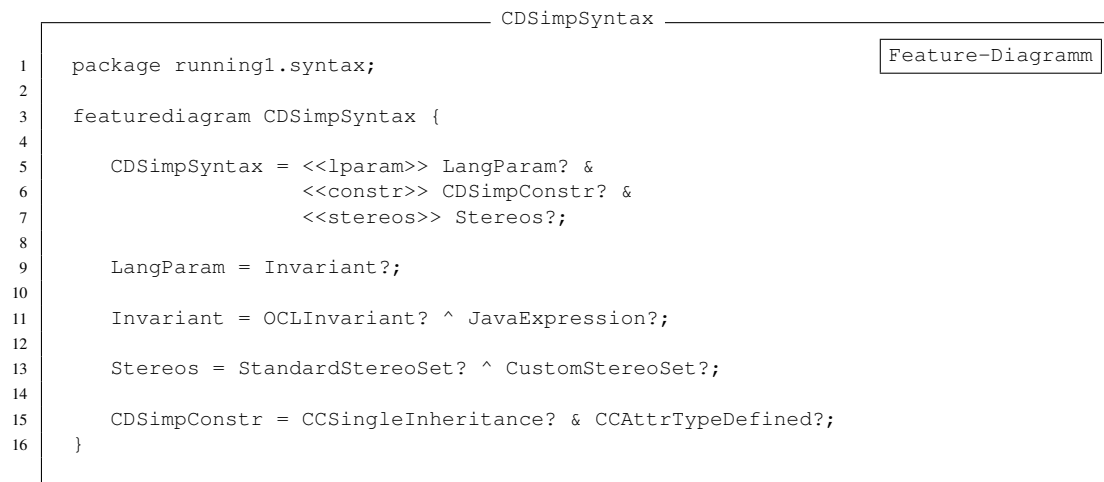 CDSimpSyntax
Feature-Diagramm
1 package running1.syntax;
2
3 featurediagram CDSimpSyntax {
4
5 CDSimpSyntax = <<lparam>> LangParam? &
6 <<constr>> CDSimpConstr? &
7 <<stereos>> Stereos?;
8
9 LangParam = Invariant?;
10
11 Invariant = OCLInvariant? ^ JavaExpression?;
12
13 Stereos = StandardStereoSet? ^ CustomStereoSet?;
14
15 CDSimpConstr = CCSingleInheritance? & CCAttrTypeDefined?;
16 }